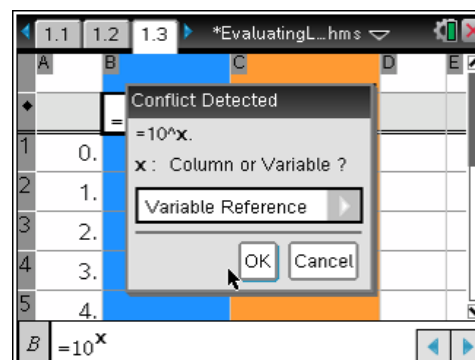 1.1 1.2 1.3 *EvaluatingL…hms
A B C D E
=
Conflict Detected
=10^x.
x: Column or Variable ?
Variable Reference
OK Cancel
1 0.
2 1.
3 2.
4 3.
5 4.
B =10^x